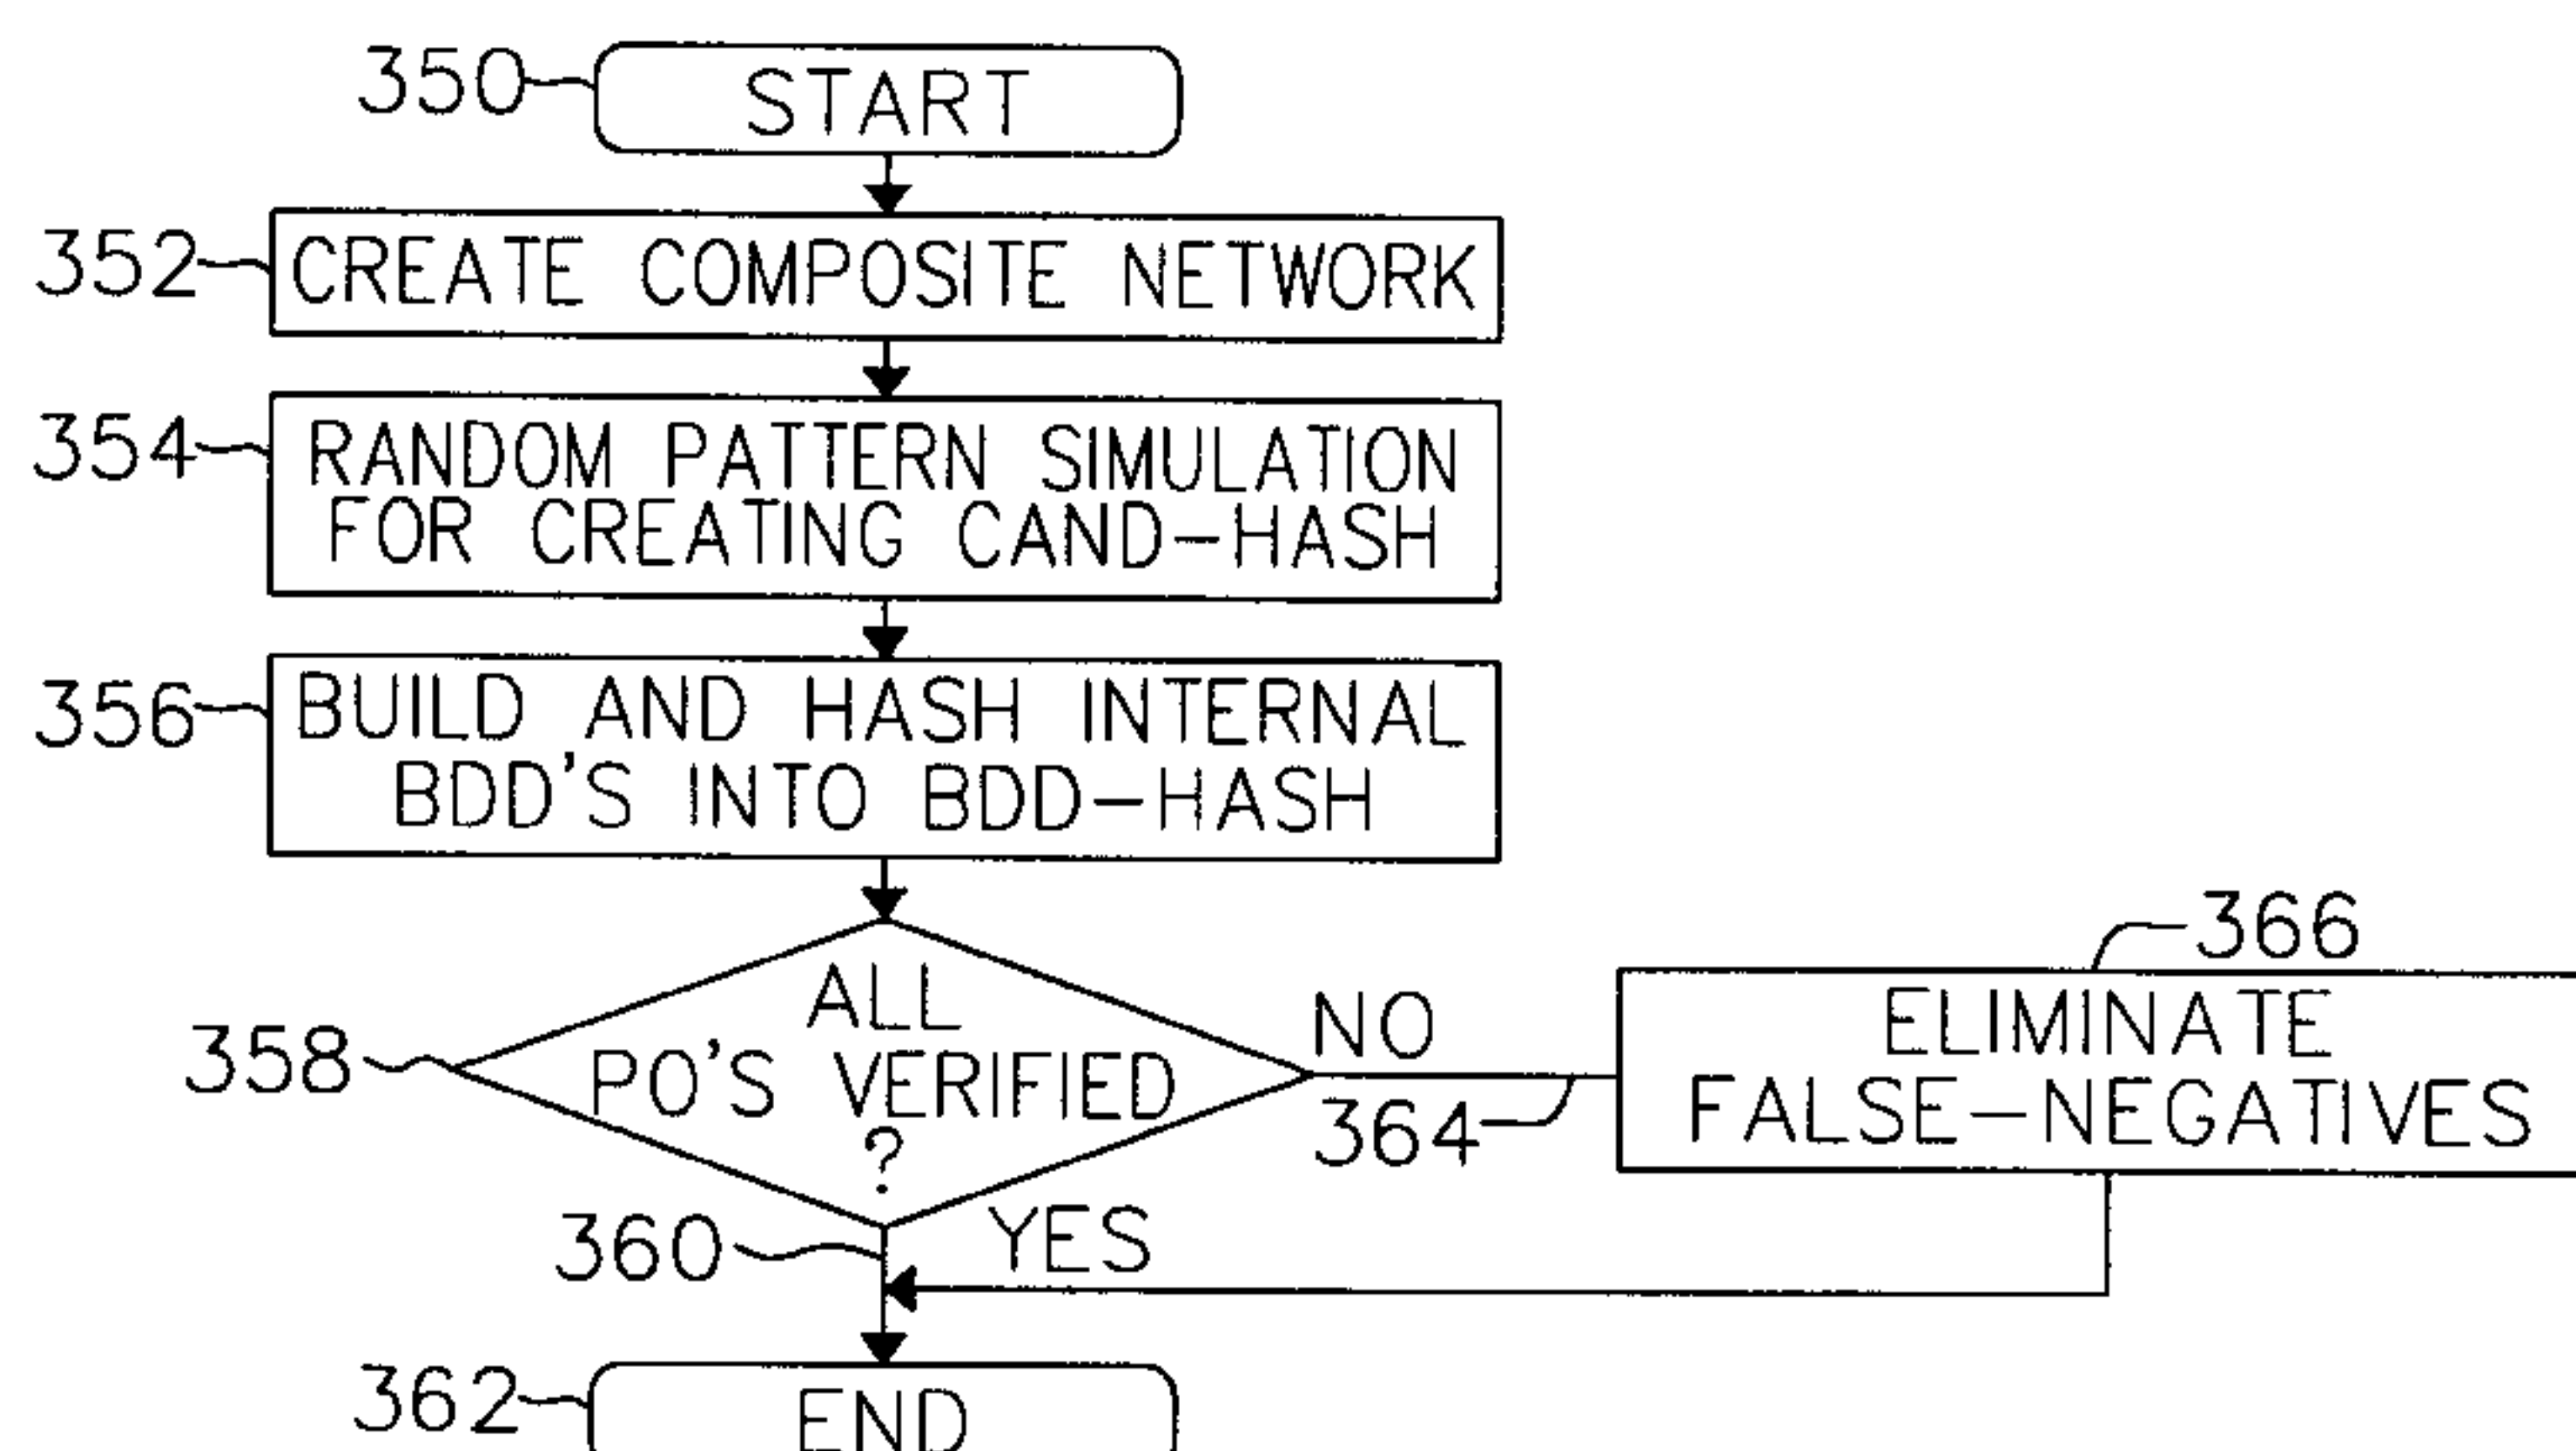 350
START
352
CREATE COMPOSITE NETWORK
354
RANDOM PATTERN SIMULATION
FOR CREATING CAND-HASH
356
BUILD AND HASH INTERNAL
BDD'S INTO BDD-HASH
358
ALL
PO'S VERIFIED
?
NO
364
366
ELIMINATE
FALSE-NEGATIVES
360
YES
362
END